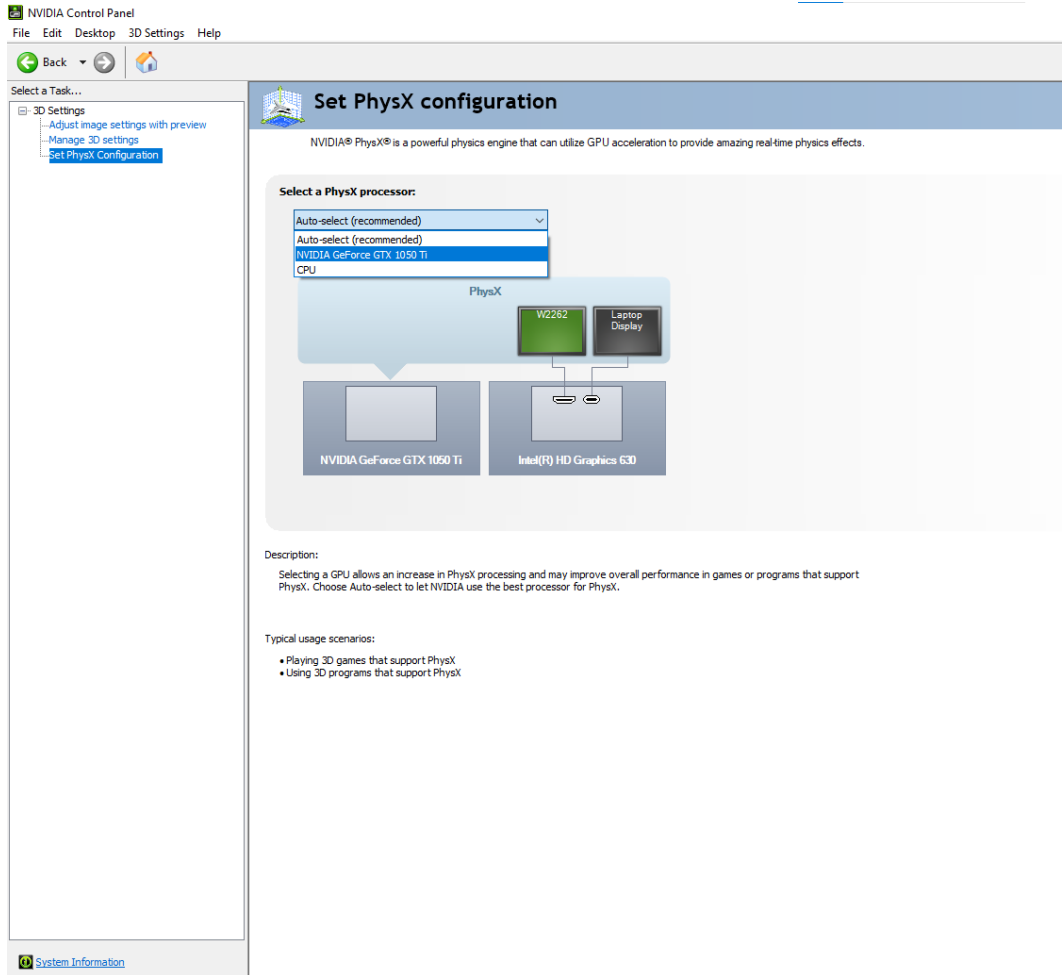 NVIDIA Control Panel
File Edit Desktop 3D Settings Help
Back
Select a Task...
3D Settings
Adjust image settings with preview
Manage 3D settings
Set PhysX Configuration
System Information
Set PhysX configuration
NVIDIA® PhysX® is a powerful physics engine that can utilize GPU acceleration to provide amazing real-time physics effects.
Select a PhysX processor:
Auto-select (recommended)
Auto-select (recommended)
NVIDIA GeForce GTX 1050 Ti
CPU
PhysX
W2262
Laptop
Display
NVIDIA GeForce GTX 1050 Ti
Intel(R) HD Graphics 630
Description:
Selecting a GPU allows an increase in PhysX processing and may improve overall performance in games or programs that support
PhysX. Choose Auto-select to let NVIDIA use the best processor for PhysX.
Typical usage scenarios:
• Playing 3D games that support PhysX
• Using 3D programs that support PhysX